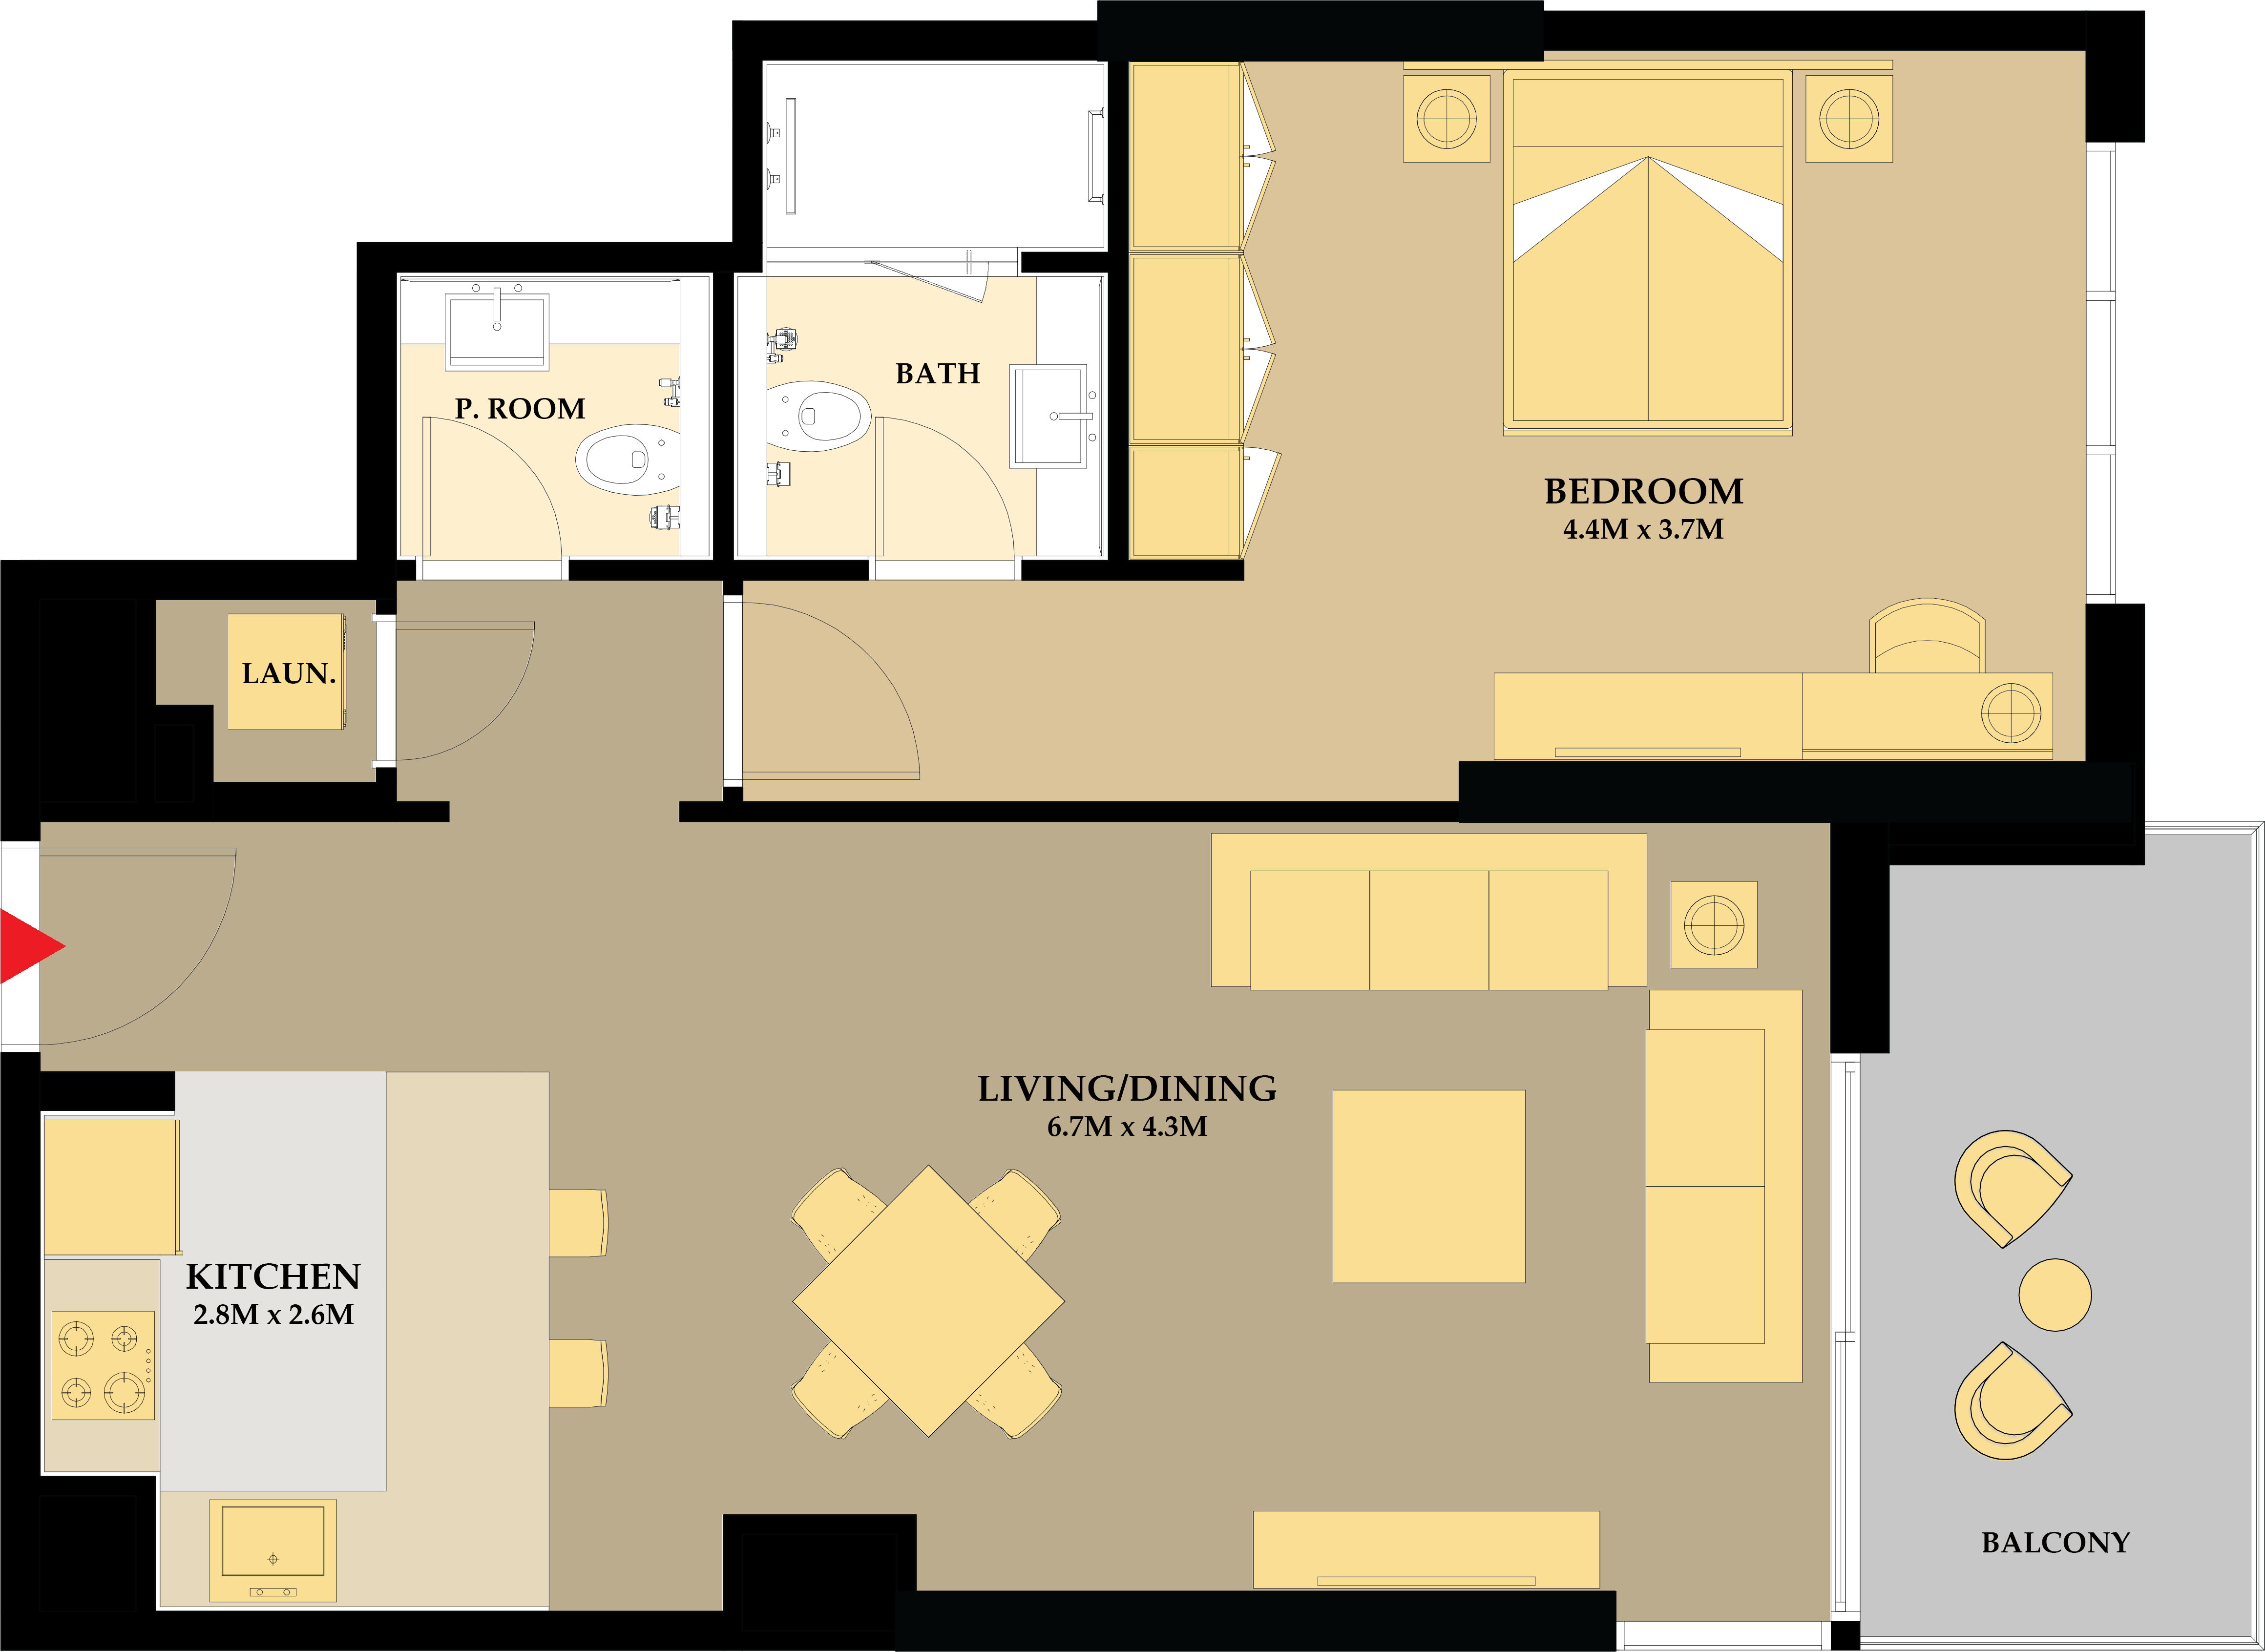 BATH
P. ROOM
BEDROOM
4.4M x 3.7M
LAUN.
LIVING/DINING
6.7M x 4.3M
KITCHEN
2.8M x 2.6M
BALCONY